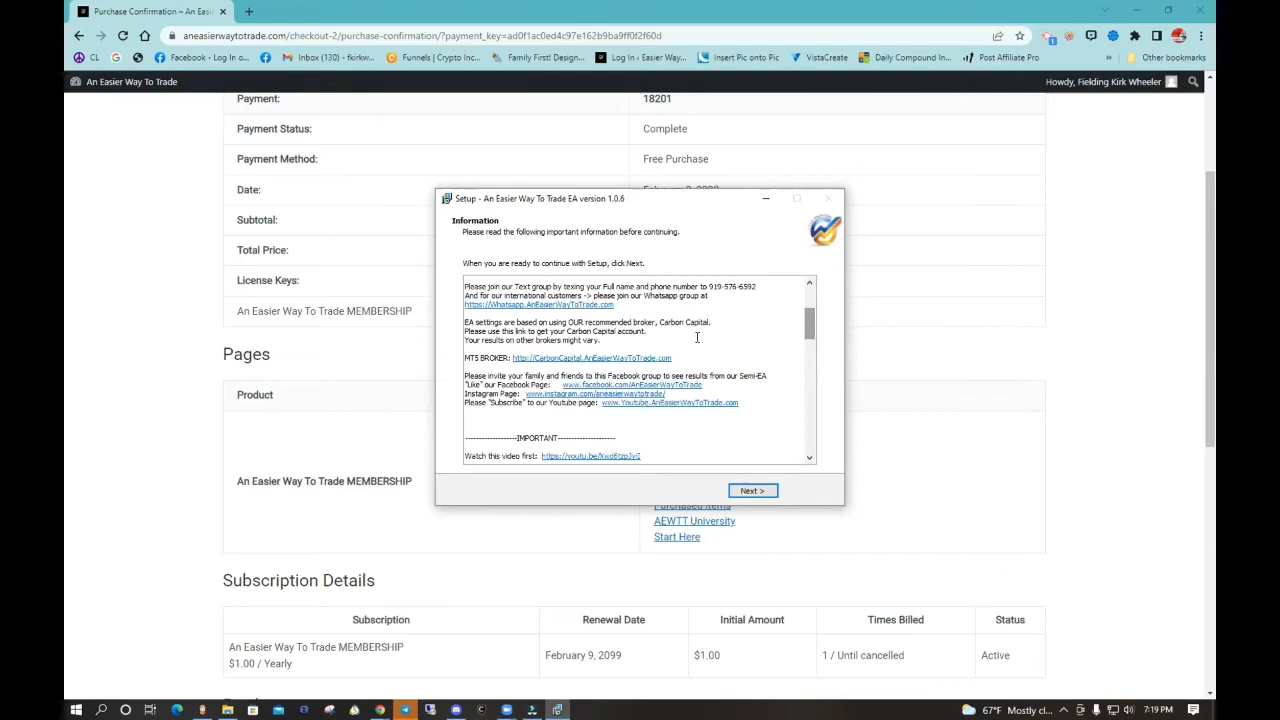 Purchase Confirmation – An Easier
aneasierwaytotrade.com/checkout-2/purchase-confirmation/?payment_key=ad0f1ac0ed4c97e162b9ba9ff0f2f60d
CL
Facebook - Log In o...
Inbox (130) - fkirkw...
Funnels | Crypto Inc...
Family First! Design...
Log In ‹ Easier Way...
Insert Pic onto Pic
VistaCreate
Daily Compound In...
Post Affiliate Pro
»
Other bookmarks
An Easier Way To Trade
Howdy, Fielding Kirk Wheeler
Payment:
18201
Payment Status:
Complete
Payment Method:
Free Purchase
Date:
Subtotal:
Total Price:
License Keys:
An Easier Way To Trade MEMBERSHIP
Setup - An Easier Way To Trade EA version 1.0.6
Information
Please read the following important information before continuing.
When you are ready to continue with Setup, click Next.
Please join our Text group by texing your Full name and phone number to 919-576-6592
And for our international customers -> please join our Whatsapp group at
https://Whatsapp.AnEasierWayToTrade.com
EA settings are based on using OUR recommended broker, Carbon Capital.
Please use this link to get your Carbon Capital account.
Your results on other brokers might vary.
MT5 BROKER: http://CarbonCapital.AnEasierWayToTrade.com
Please invite your family and friends to this Facebook group to see results from our Semi-EA
"Like" our Facebook Page: www.facebook.com/AnEasierWayToTrade
Instagram Page: www.instagram.com/aneasierwaytotrade/
Please "Subscribe" to our Youtube page: www.Youtube.AnEasierWayToTrade.com
-------------------IMPORTANT--------------------
Watch this video first:
Next >
Pages
Product
An Easier Way To Trade MEMBERSHIP
Purchased Items
AEWTT University
Start Here
Subscription Details
Subscription
Renewal Date
Initial Amount
Times Billed
Status
An Easier Way To Trade MEMBERSHIP
$1.00 / Yearly
February 9, 2099
$1.00
1 / Until cancelled
Active
67°F Mostly cl...
7:19 PM